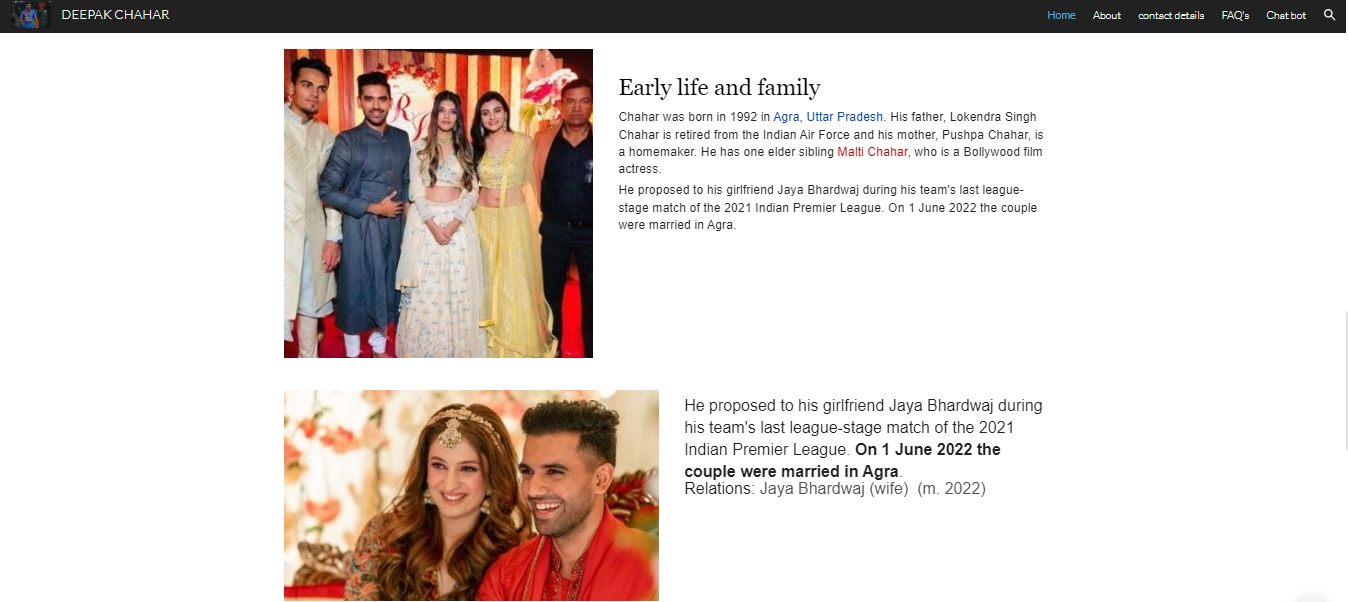 DEEPAK CHAHAR
Home About contact details FAQ's Chat bot
Early life and family
Chahar was born in 1992 in Agra, Uttar Pradesh. His father, Lokendra Singh
Chahar is retired from the Indian Air Force and his mother, Pushpa Chahar, is
a homemaker. He has one elder sibling Malti Chahar, who is a Bollywood film
actress.
He proposed to his girlfriend Jaya Bhardwaj during his team's last league-
stage match of the 2021 Indian Premier League. On 1 June 2022 the couple
were married in Agra.
He proposed to his girlfriend Jaya Bhardwaj during
his team's last league-stage match of the 2021
Indian Premier League. On 1 June 2022 the
couple were married in Agra.
Relations: Jaya Bhardwaj (wife) (m. 2022)